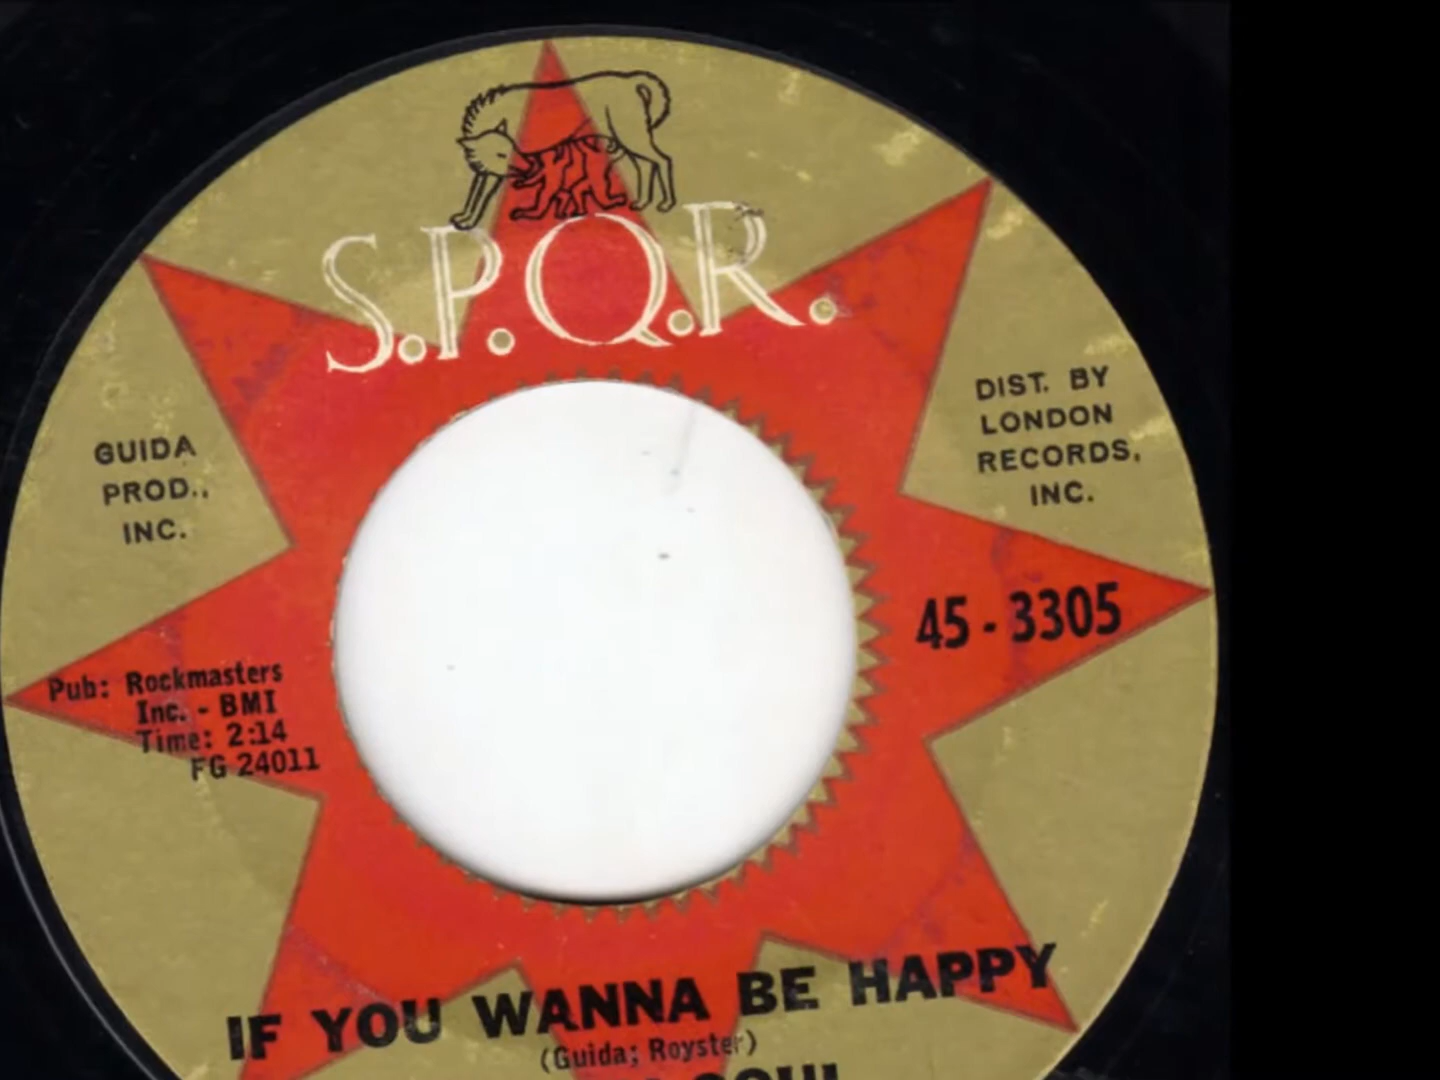 S.P.Q.R.
GUIDA
PROD.,
INC.
DIST. BY
LONDON
RECORDS,
INC.
45-3305
Pub: Rockmasters
Inc. - BMI
Time: 2:14
FG 24011
IF YOU WANNA BE HAPPY
(Guida; Royster)